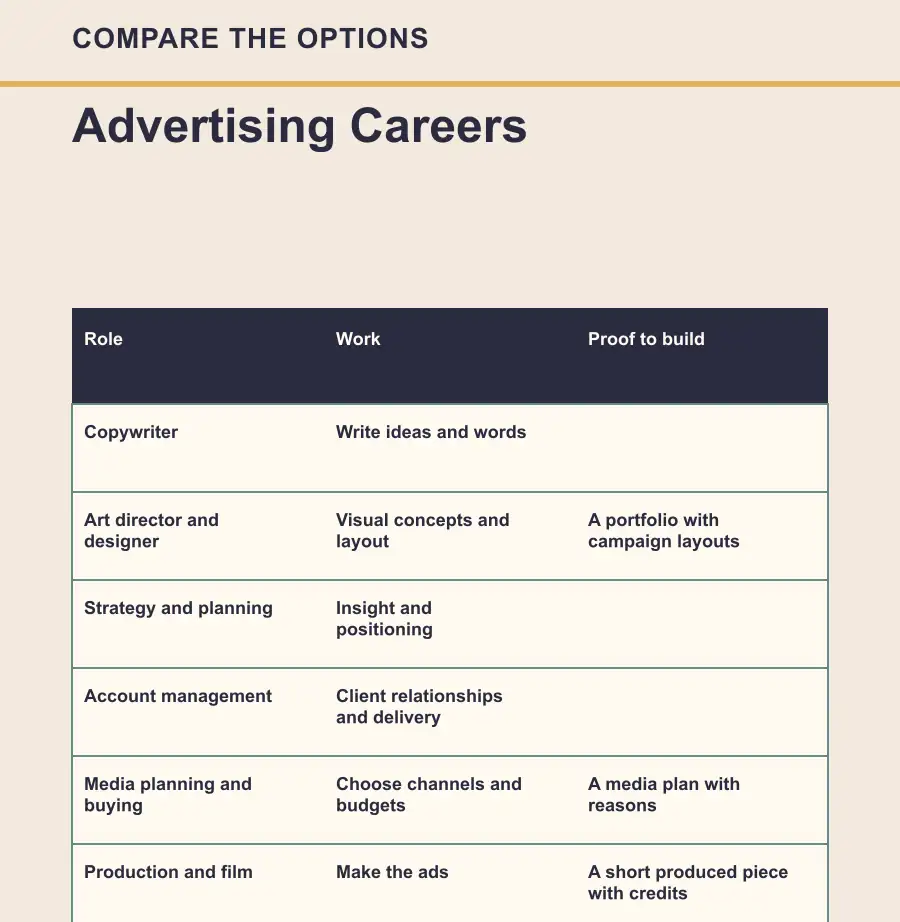 COMPARE THE OPTIONS
Advertising Careers
Role
Work
Proof to build
Copywriter
Write ideas and words
Art director and
designer
Visual concepts and
layout
A portfolio with
campaign layouts
Strategy and planning
Insight and
positioning
Account management
Client relationships
and delivery
Media planning and
buying
Choose channels and
budgets
A media plan with
reasons
Production and film
Make the ads
A short produced piece
with credits